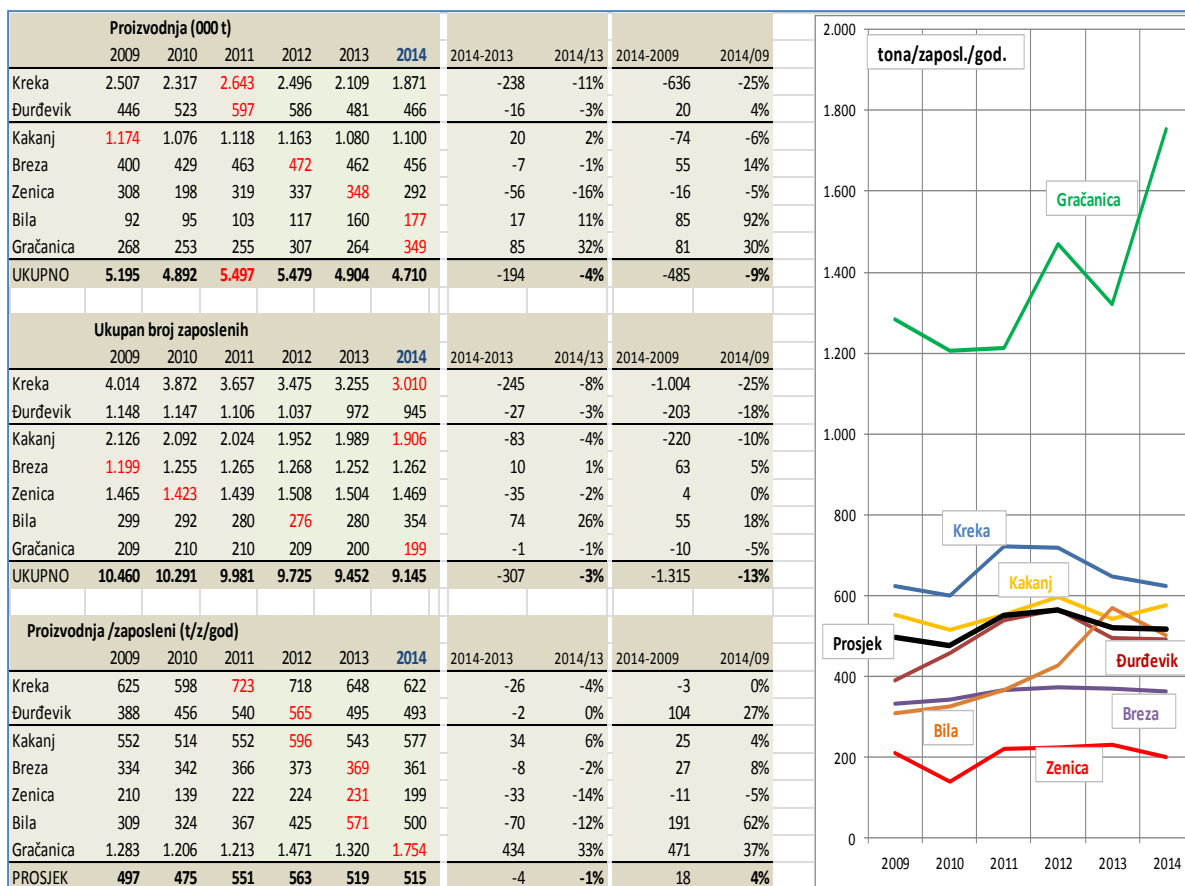 Proizvodnja (000 t)
2009 2010 2011 2012 2013 2014 2014-2013 2014/13 2014-2009 2014/09
Kreka 2.507 2.317 2.643 2.496 2.109 1.871 -238 -11% -636 -25%
Đurđevik 446 523 597 586 481 466 -16 -3% 20 4%
Kakanj 1.174 1.076 1.118 1.163 1.080 1.100 20 2% -74 -6%
Breza 400 429 463 472 462 456 -7 -1% 55 14%
Zenica 308 198 319 337 348 292 -56 -16% -16 -5%
Bila 92 95 103 117 160 177 17 11% 85 92%
Gračanica 268 253 255 307 264 349 85 32% 81 30%
UKUPNO 5.195 4.892 5.497 5.479 4.904 4.710 -194 -4% -485 -9%
Ukupan broj zaposlenih
2009 2010 2011 2012 2013 2014 2014-2013 2014/13 2014-2009 2014/09
Kreka 4.014 3.872 3.657 3.475 3.255 3.010 -245 -8% -1.004 -25%
Đurđevik 1.148 1.147 1.106 1.037 972 945 -27 -3% -203 -18%
Kakanj 2.126 2.092 2.024 1.952 1.989 1.906 -83 -4% -220 -10%
Breza 1.199 1.255 1.265 1.268 1.252 1.262 10 1% 63 5%
Zenica 1.465 1.423 1.439 1.508 1.504 1.469 -35 -2% 4 0%
Bila 299 292 280 276 280 354 74 26% 55 18%
Gračanica 209 210 210 209 200 199 -1 -1% -10 -5%
UKUPNO 10.460 10.291 9.981 9.725 9.452 9.145 -307 -3% -1.315 -13%
Proizvodnja /zaposleni (t/z/god)
2009 2010 2011 2012 2013 2014 2014-2013 2014/13 2014-2009 2014/09
Kreka 625 598 723 718 648 622 -26 -4% -3 0%
Đurđevik 388 456 540 565 495 493 -2 0% 104 27%
Kakanj 552 514 552 596 543 577 34 6% 25 4%
Breza 334 342 366 373 369 361 -8 -2% 27 8%
Zenica 210 139 222 224 231 199 -33 -14% -11 -5%
Bila 309 324 367 425 571 500 -70 -12% 191 62%
Gračanica 1.283 1.206 1.213 1.471 1.320 1.754 434 33% 471 37%
PROSJEK 497 475 551 563 519 515 -4 -1% 18 4%
2.000
tona/zaposl./god.
1.800
1.600
Gračanica
1.400
1.200
1.000
800
Kreka
600
Kakanj
Prosjek
Đurđevik
400
Breza
Bila
200
Zenica
0
2009 2010 2011 2012 2013 2014